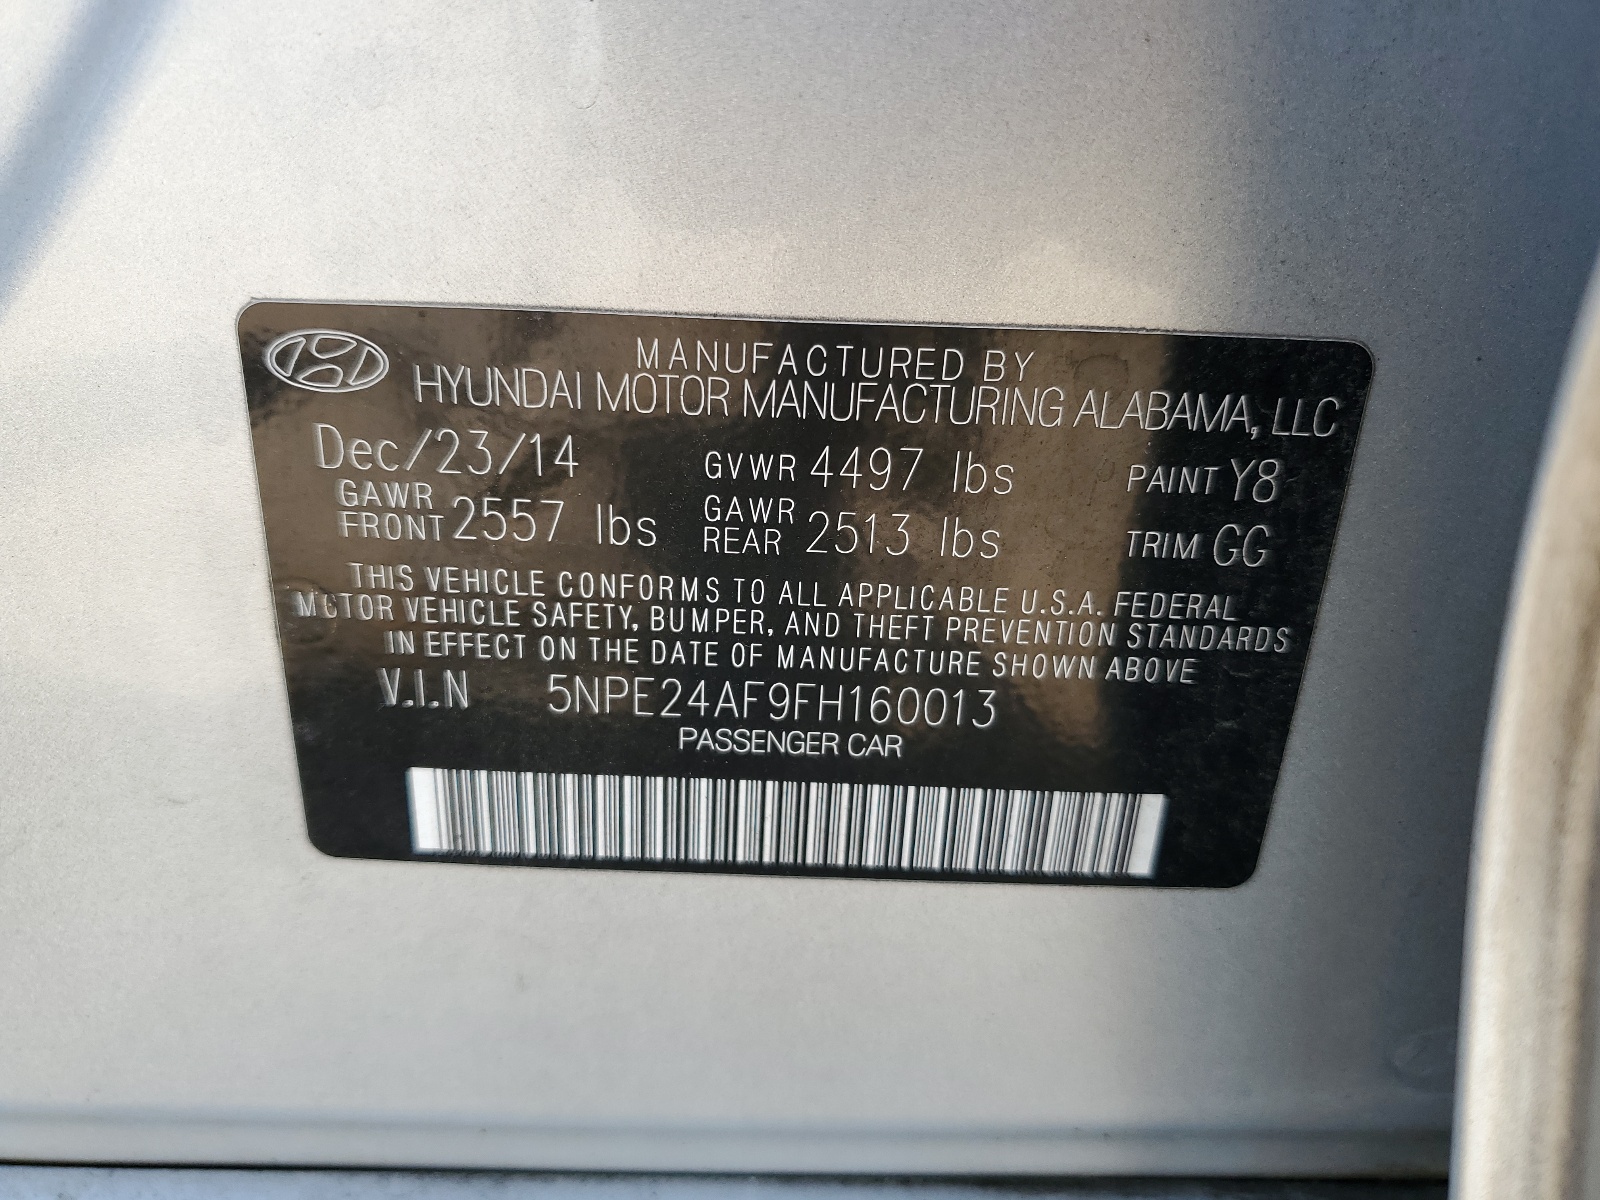 MANUFACTURED BY
HYUNDAI MOTOR MANUFACTURING ALABAMA, LLC
Dec/23/14 GVWR 4497 lbs PAINT Y8
GAWR FRONT 2557 lbs GAWR REAR 2513 lbs TRIM GG
THIS VEHICLE CONFORMS TO ALL APPLICABLE U.S.A. FEDERAL
MOTOR VEHICLE SAFETY, BUMPER, AND THEFT PREVENTION STANDARDS
IN EFFECT ON THE DATE OF MANUFACTURE SHOWN ABOVE
V.I.N 5NPE24AF9FH160013
PASSENGER CAR